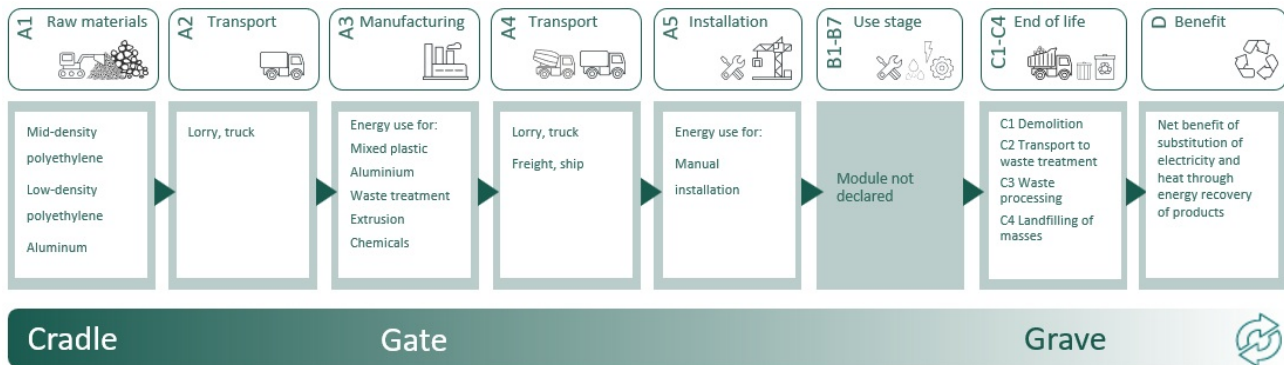 A1 Raw materials
A2 Transport
A3 Manufacturing
A4 Transport
A5 Installation
B1-B7 Use stage
C1-C4 End of life
D Benefit
Mid-density
polyethylene
Low-density
polyethylene
Aluminum
Lorry, truck
Energy use for:
Mixed plastic
Aluminium
Waste treatment
Extrusion
Chemicals
Lorry, truck
Freight, ship
Energy use for:
Manual
installation
Module not
declared
C1 Demolition
C2 Transport to
waste treatment
C3 Waste
processing
C4 Landfilling of
masses
Net benefit of
substitution of
electricity and
heat through
energy recovery
of products
Cradle
Gate
Grave